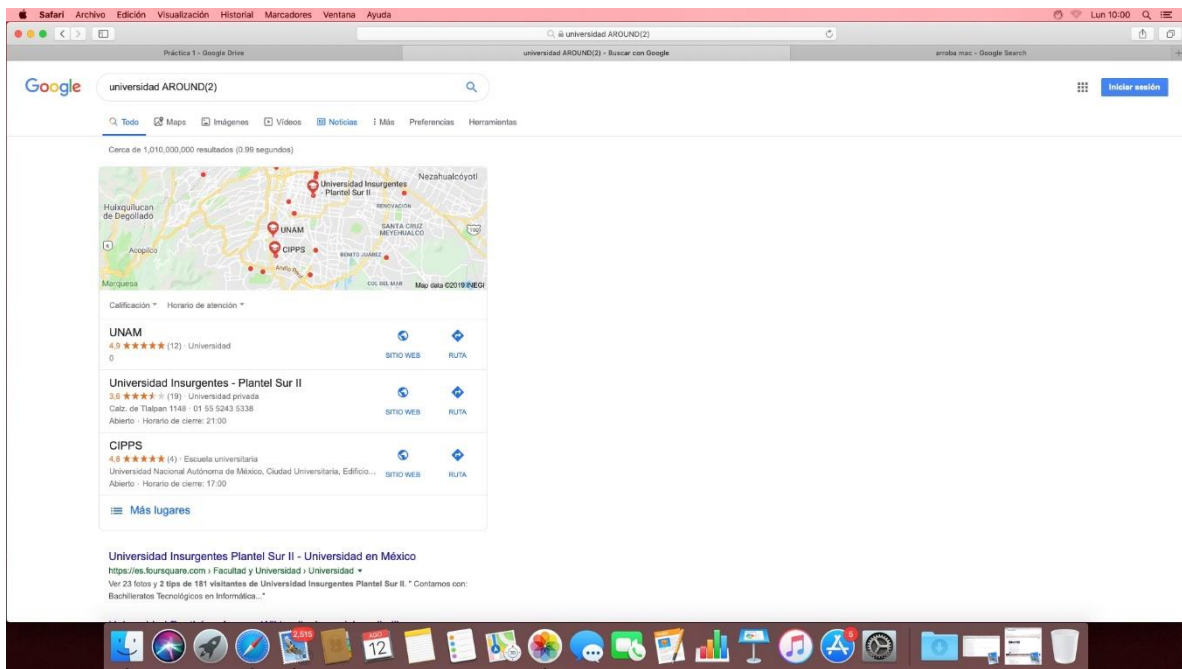 Safari Archivo Edición Visualización Historial Marcadores Ventana Ayuda
Lun 10:00
universidad AROUND(2)
Práctica 1 - Google Drive
universidad AROUND(2) - Buscar con Google
arroba mac - Google Search
Google
universidad AROUND(2)
Iniciar sesión
Todo Maps Imágenes Vídeos Noticias Más Preferencias Herramientas
Cerca de 1,010,000,000 resultados (0.99 segundos)
Nezahualcóyotl
Universidad Insurgentes
- Plantel Sur II
RENOVACIÓN
Huixquilucan
de Degollado
UNAM
SANTA CRUZ
MEYEHUALCO
Acopilco
CIPPS
BENITO JUÁREZ
Marquesa
COL DEL MAR
Map data ©2019 INEGI
Calificación Horario de atención
UNAM
4,9 ★★★★★ (12) · Universidad
0
SITIO WEB
RUTA
Universidad Insurgentes - Plantel Sur II
3,6 (19) · Universidad privada
Calz. de Tlalpan 1148 · 01 55 5243 5338
SITIO WEB
RUTA
Abierto · Horario de cierre: 21:00
CIPPS
4,8 ★★★★★ (4) · Escuela universitaria
Universidad Nacional Autónoma de México, Ciudad Universitaria, Edificio...
SITIO WEB
RUTA
Abierto · Horario de cierre: 17:00
Más lugares
Universidad Insurgentes Plantel Sur II - Universidad en México
https://es.foursquare.com › Facultad y Universidad › Universidad
Ver 23 fotos y 2 tips de 181 visitantes de Universidad Insurgentes Plantel Sur II. " Contamos con:
Bachilleratos Tecnológicos en Informática..."
2,515
AGO
12
5